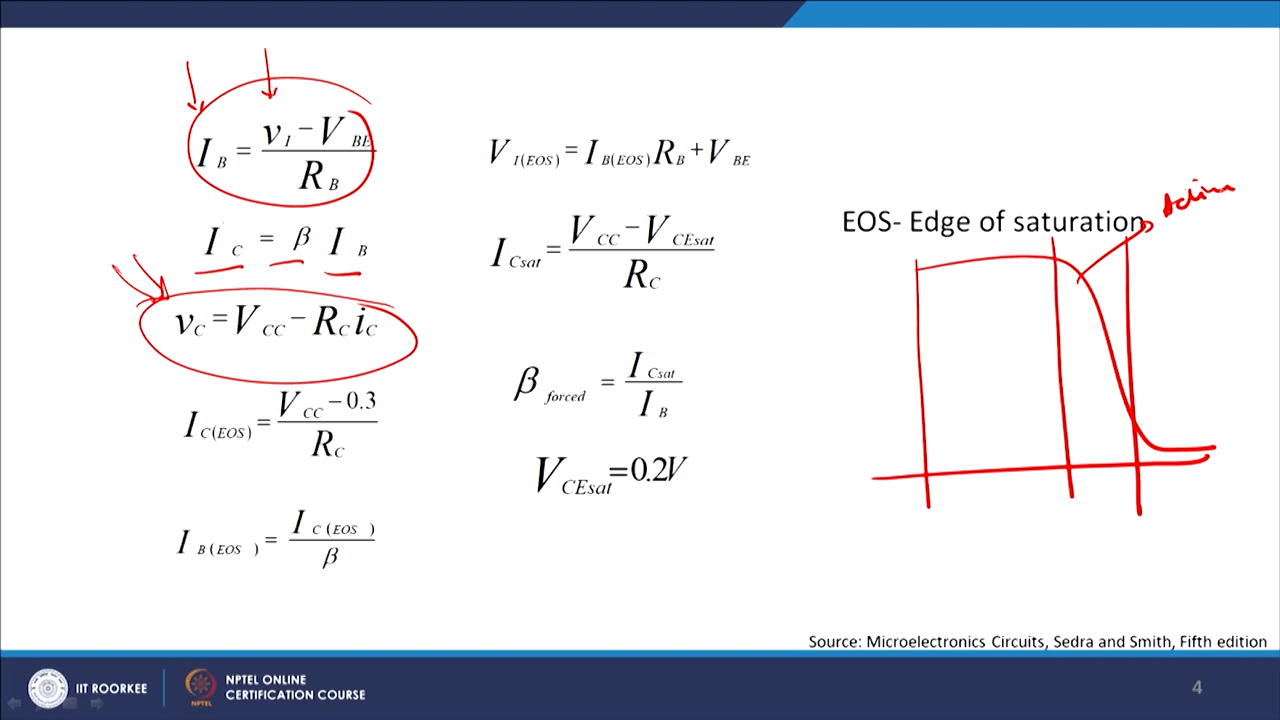 I_B = (v_I − V_BE) / R_B
I_C = β I_B
v_C = V_CC − R_C i_C
I_C(EOS) = (V_CC − 0.3) / R_C
I_B(EOS) = I_C(EOS) / β
V_I(EOS) = I_B(EOS) R_B + V_BE
I_Csat = (V_CC − V_CEsat) / R_C
β_forced = I_Csat / I_B
V_CEsat = 0.2V
Active
EOS- Edge of saturation
Source: Microelectronics Circuits, Sedra and Smith, Fifth edition
IIT ROORKEE
NPTEL
NPTEL ONLINE
CERTIFICATION COURSE
4